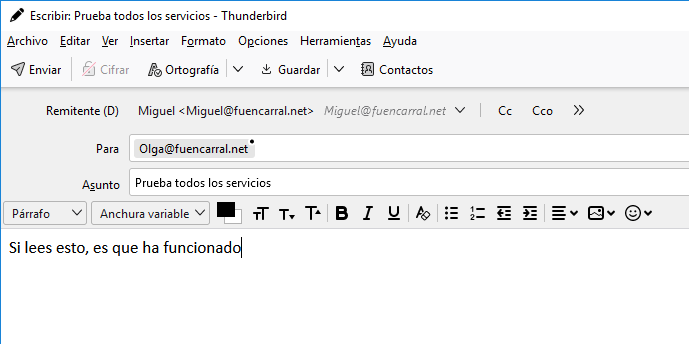 Escribir: Prueba todos los servicios - Thunderbird
Archivo Editar Ver Insertar Formato Opciones Herramientas Ayuda
Enviar Cifrar Ortografía Guardar Contactos
Remitente (D) Miguel <Miguel@fuencarral.net> Miguel@fuencarral.net Cc Cco
Para Olga@fuencarral.net
Asunto Prueba todos los servicios
Párrafo Anchura variable B I U
Si lees esto, es que ha funcionado